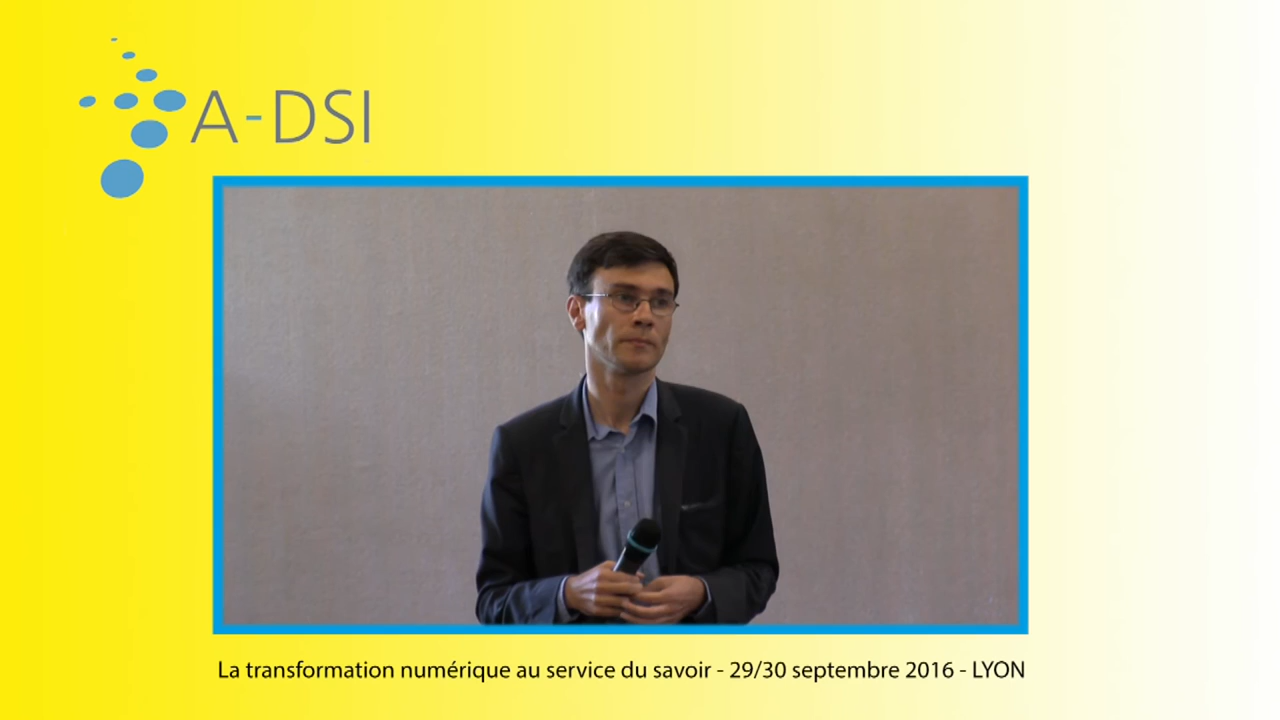 A-DSI
La transformation numérique au service du savoir - 29/30 septembre 2016 - LYON